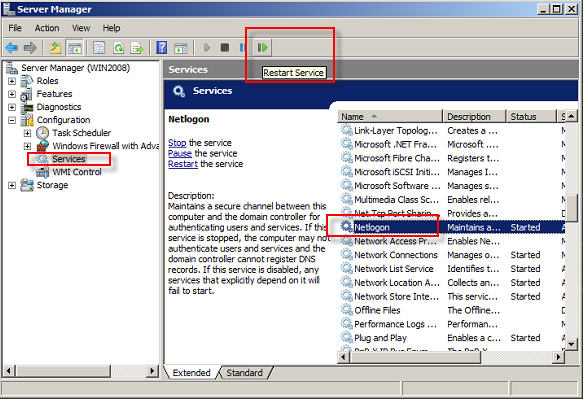 Server Manager
File Action View Help
Restart Service
Server Manager (WIN2008)
Roles
Features
Diagnostics
Configuration
Task Scheduler
Windows Firewall with Adva
Services
WMI Control
Storage
Services
Services
Netlogon
Stop the service
Pause the service
Restart the service
Description:
Maintains a secure channel between this
computer and the domain controller for
authenticating users and services. If this
service is stopped, the computer may not
authenticate users and services and the
domain controller cannot register DNS
records. If this service is disabled, any
services that explicitly depend on it will
fail to start.
Name Description Status S
Link-Layer Topolog... Creates a ...
Microsoft .NET Fra... Microsoft ...
Microsoft Fibre Cha... Registers t...
Microsoft iSCSI Initi... Manages I...
Microsoft Software ... Manages s...
Multimedia Class Sc... Enables rel...
Net.Tcp Port Sharin... Provides a...
Netlogon Maintains a... Started
Network Access Pr... Enables Ne...
Network Connections Manages o... Started
Network List Service Identifies t... Started
Network Location A... Collects an... Started
Network Store Inte... This servic... Started
Offline Files The Offline...
Performance Logs ... Performan...
Plug and Play Enables a c... Started
Extended Standard